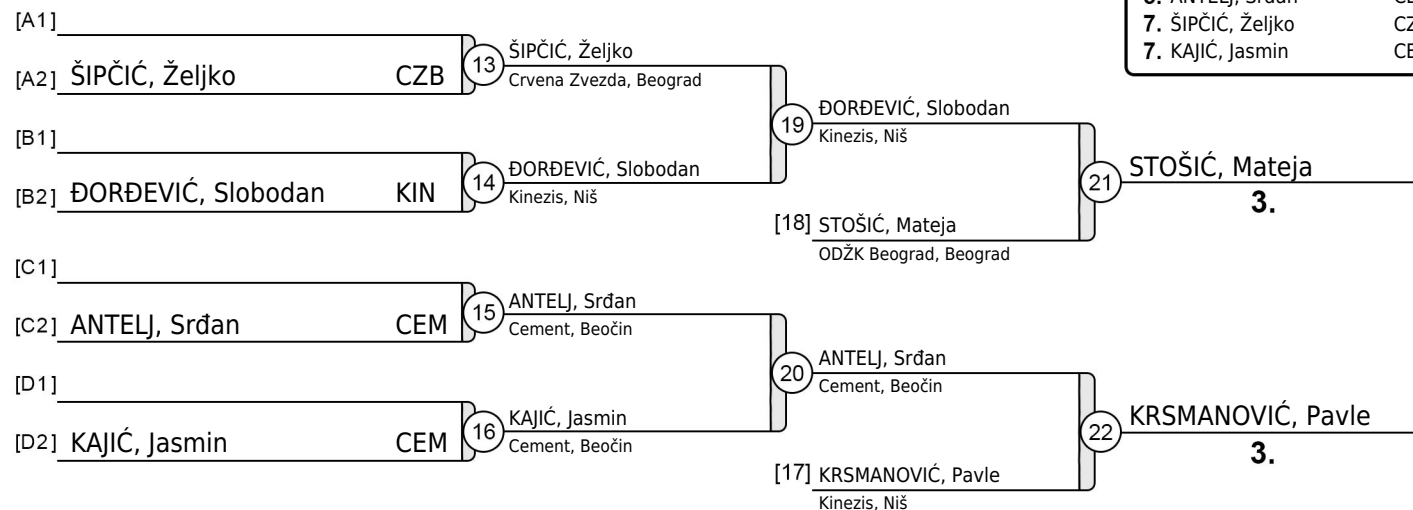 [A1]
[A2] ŠIPČIĆ, Željko CZB
13
ŠIPČIĆ, Željko
Crvena Zvezda, Beograd
[B1]
[B2] ĐORĐEVIĆ, Slobodan KIN
14
ĐORĐEVIĆ, Slobodan
Kinezis, Niš
19
ĐORĐEVIĆ, Slobodan
Kinezis, Niš
[18] STOŠIĆ, Mateja
ODŽK Beograd, Beograd
21
STOŠIĆ, Mateja
3.
[C1]
[C2] ANTELJ, Srđan CEM
15
ANTELJ, Srđan
Cement, Beočin
[D1]
[D2] KAJIĆ, Jasmin CEM
16
KAJIĆ, Jasmin
Cement, Beočin
20
ANTELJ, Srđan
Cement, Beočin
[17] KRSMANOVIĆ, Pavle
Kinezis, Niš
22
KRSMANOVIĆ, Pavle
3.
ANTELJ, Srđan
7. ŠIPČIĆ, Željko
7. KAJIĆ, Jasmin